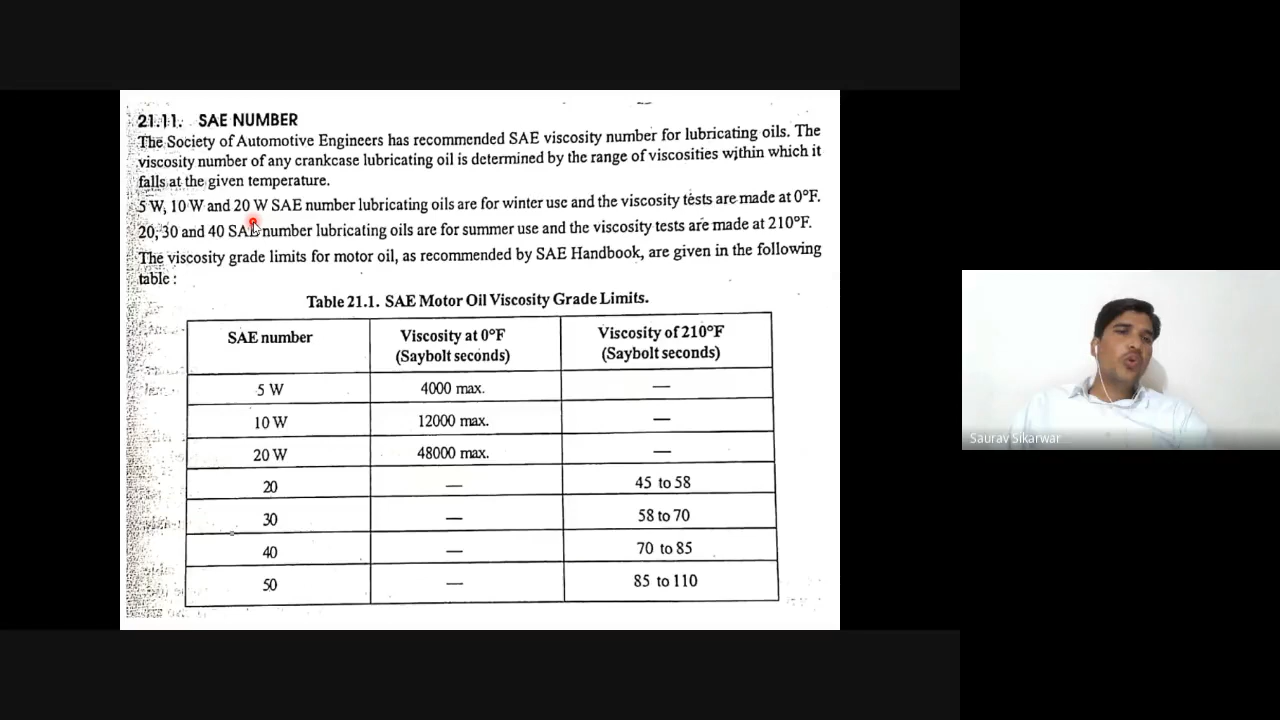 21.11. SAE NUMBER
The Society of Automotive Engineers has recommended SAE viscosity number for lubricating oils. The
viscosity number of any crankcase lubricating oil is determined by the range of viscosities within which it
falls at the given temperature.
5 W, 10 W and 20 W SAE number lubricating oils are for winter use and the viscosity tests are made at 0°F.
20, 30 and 40 SAE number lubricating oils are for summer use and the viscosity tests are made at 210°F.
The viscosity grade limits for motor oil, as recommended by SAE Handbook, are given in the following
table :
Table 21.1. SAE Motor Oil Viscosity Grade Limits.
SAE number Viscosity at 0°F Viscosity of 210°F
(Saybolt seconds) (Saybolt seconds)
5 W 4000 max. —
10 W 12000 max. —
20 W 48000 max. —
20 — 45 to 58
30 — 58 to 70
40 — 70 to 85
50 — 85 to 110
Saurav Sikarwar